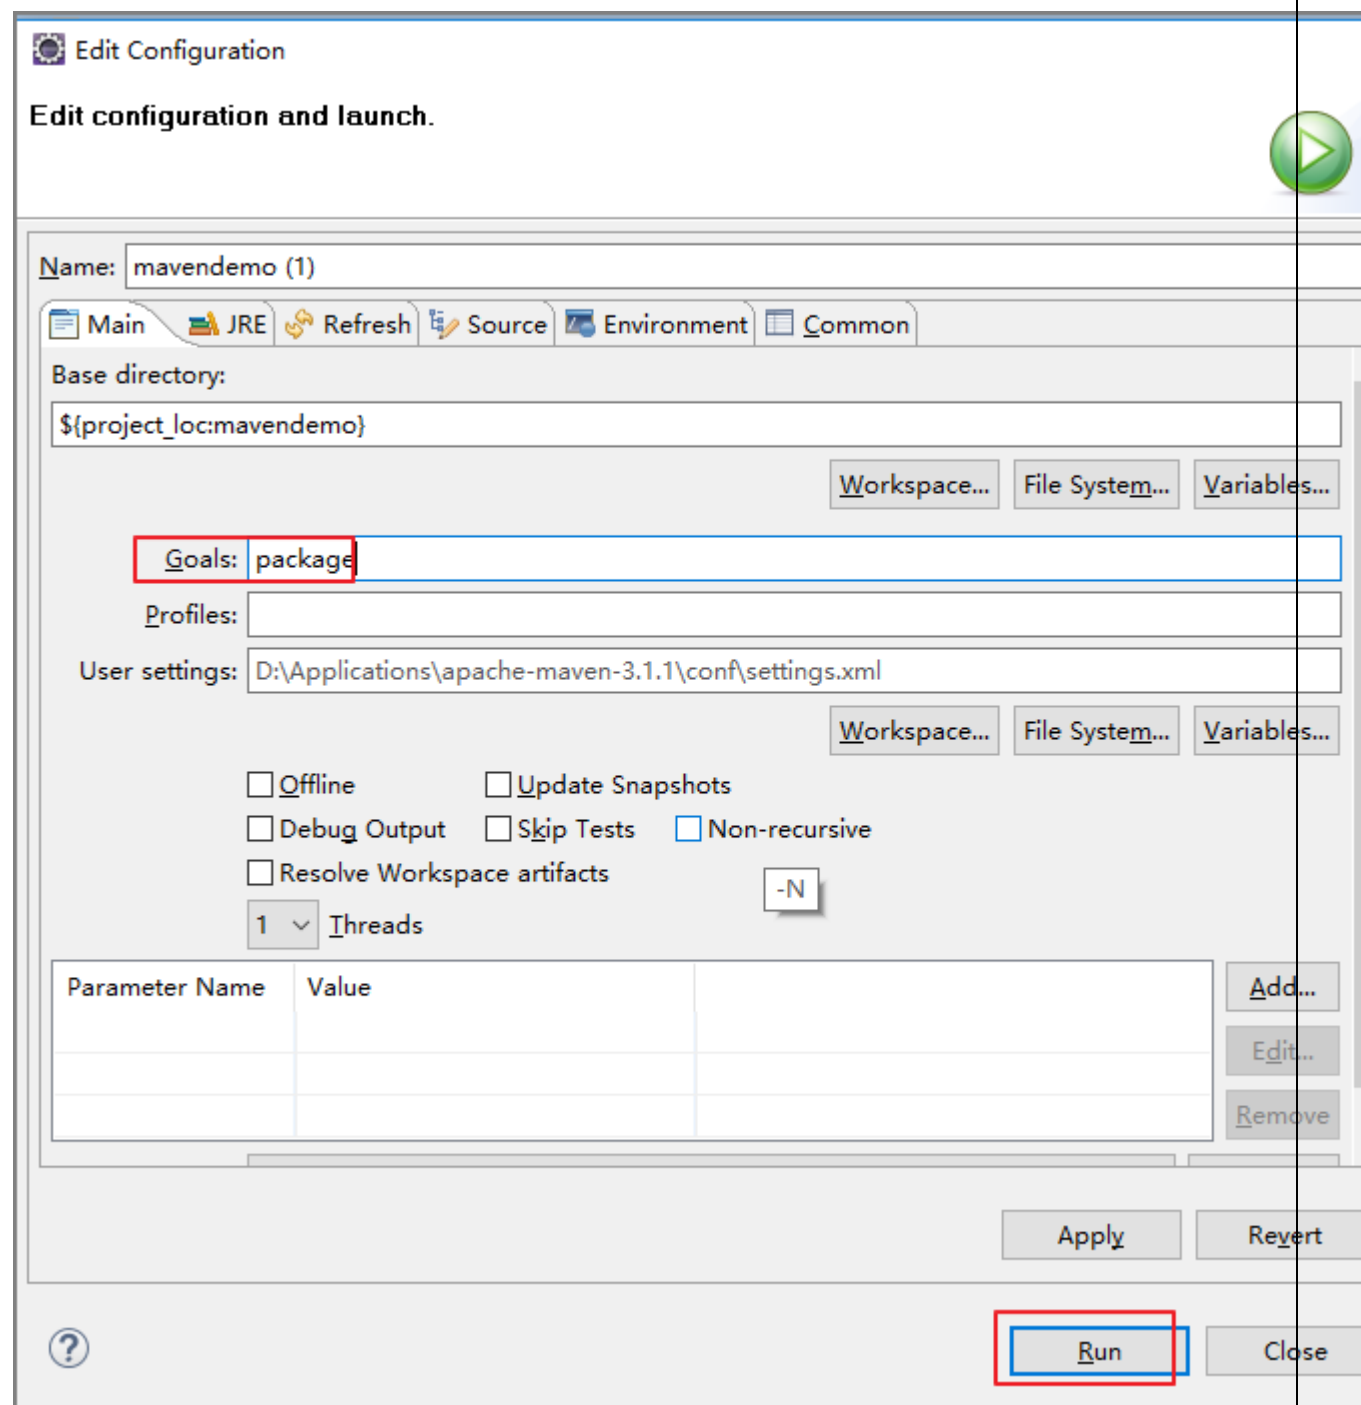 Edit Configuration
Edit configuration and launch.
Name: mavendemo (1)
Main JRE Refresh Source Environment Common
Base directory:
${project_loc:mavendemo}
Workspace... File System... Variables...
Goals: package
Profiles:
User settings: D:\Applications\apache-maven-3.1.1\conf\settings.xml
Workspace... File System... Variables...
Offline Update Snapshots
Debug Output Skip Tests Non-recursive
Resolve Workspace artifacts
-N
1 Threads
Parameter Name Value Add...
Edit...
Remove
Apply Revert
? Run Close